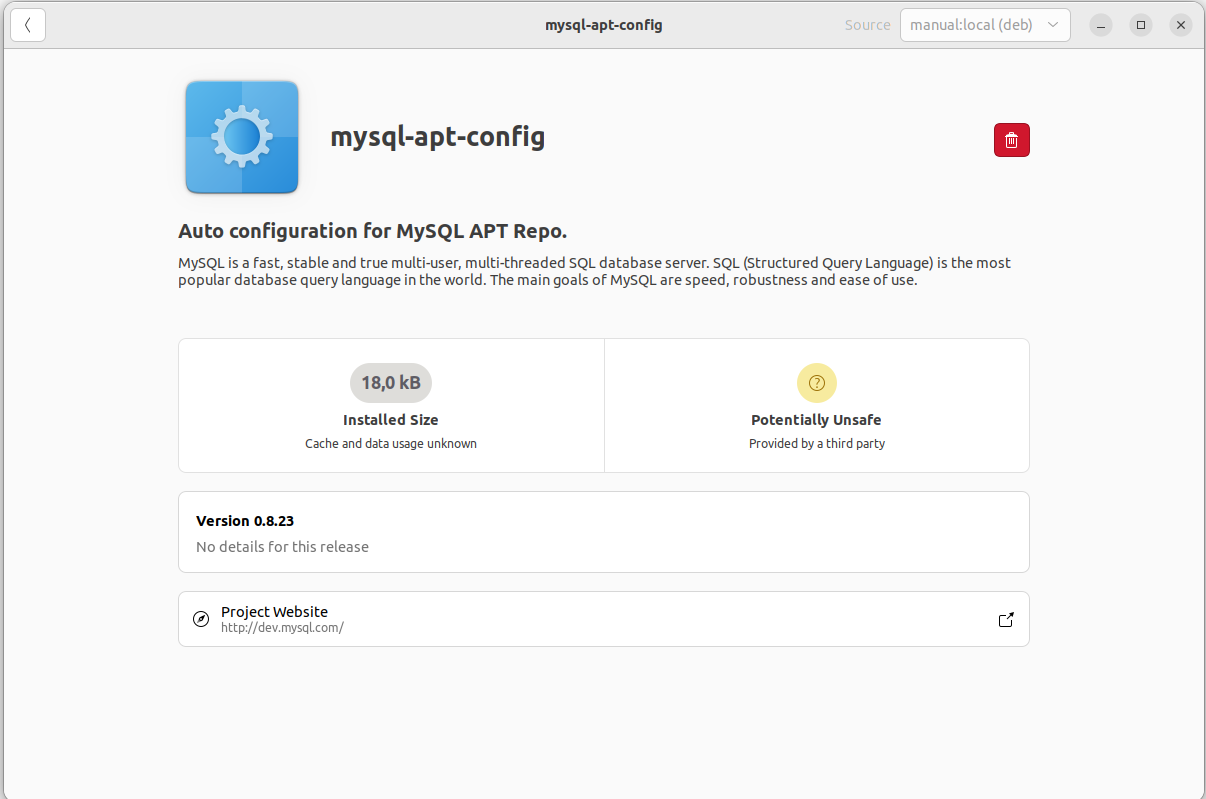 mysql-apt-config
Source
manual:local (deb)
mysql-apt-config
Auto configuration for MySQL APT Repo.
MySQL is a fast, stable and true multi-user, multi-threaded SQL database server. SQL (Structured Query Language) is the most
popular database query language in the world. The main goals of MySQL are speed, robustness and ease of use.
18,0 kB
Installed Size
Cache and data usage unknown
?
Potentially Unsafe
Provided by a third party
Version 0.8.23
No details for this release
Project Website
http://dev.mysql.com/